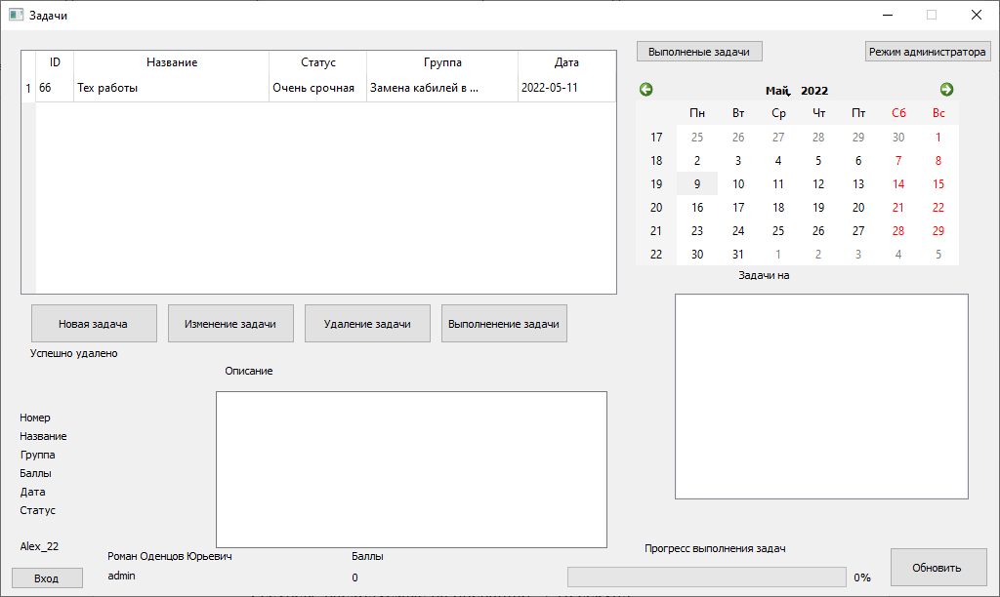 Задачи
ID Название Статус Группа Дата
1 66 Тех работы Очень срочная Замена кабилей в ... 2022-05-11
Выполненые задачи
Режим администратора
Май, 2022
Пн Вт Ср Чт Пт Сб Вс
17 25 26 27 28 29 30 1
18 2 3 4 5 6 7 8
19 9 10 11 12 13 14 15
20 16 17 18 19 20 21 22
21 23 24 25 26 27 28 29
22 30 31 1 2 3 4 5
Задачи на
Новая задача
Изменение задачи
Удаление задачи
Выполненение задачи
Успешно удалено
Описание
Номер
Название
Группа
Баллы
Дата
Статус
Alex_22
Вход
Роман Оденцов Юрьевич
admin
Баллы
0
Прогресс выполнения задач
0%
Обновить